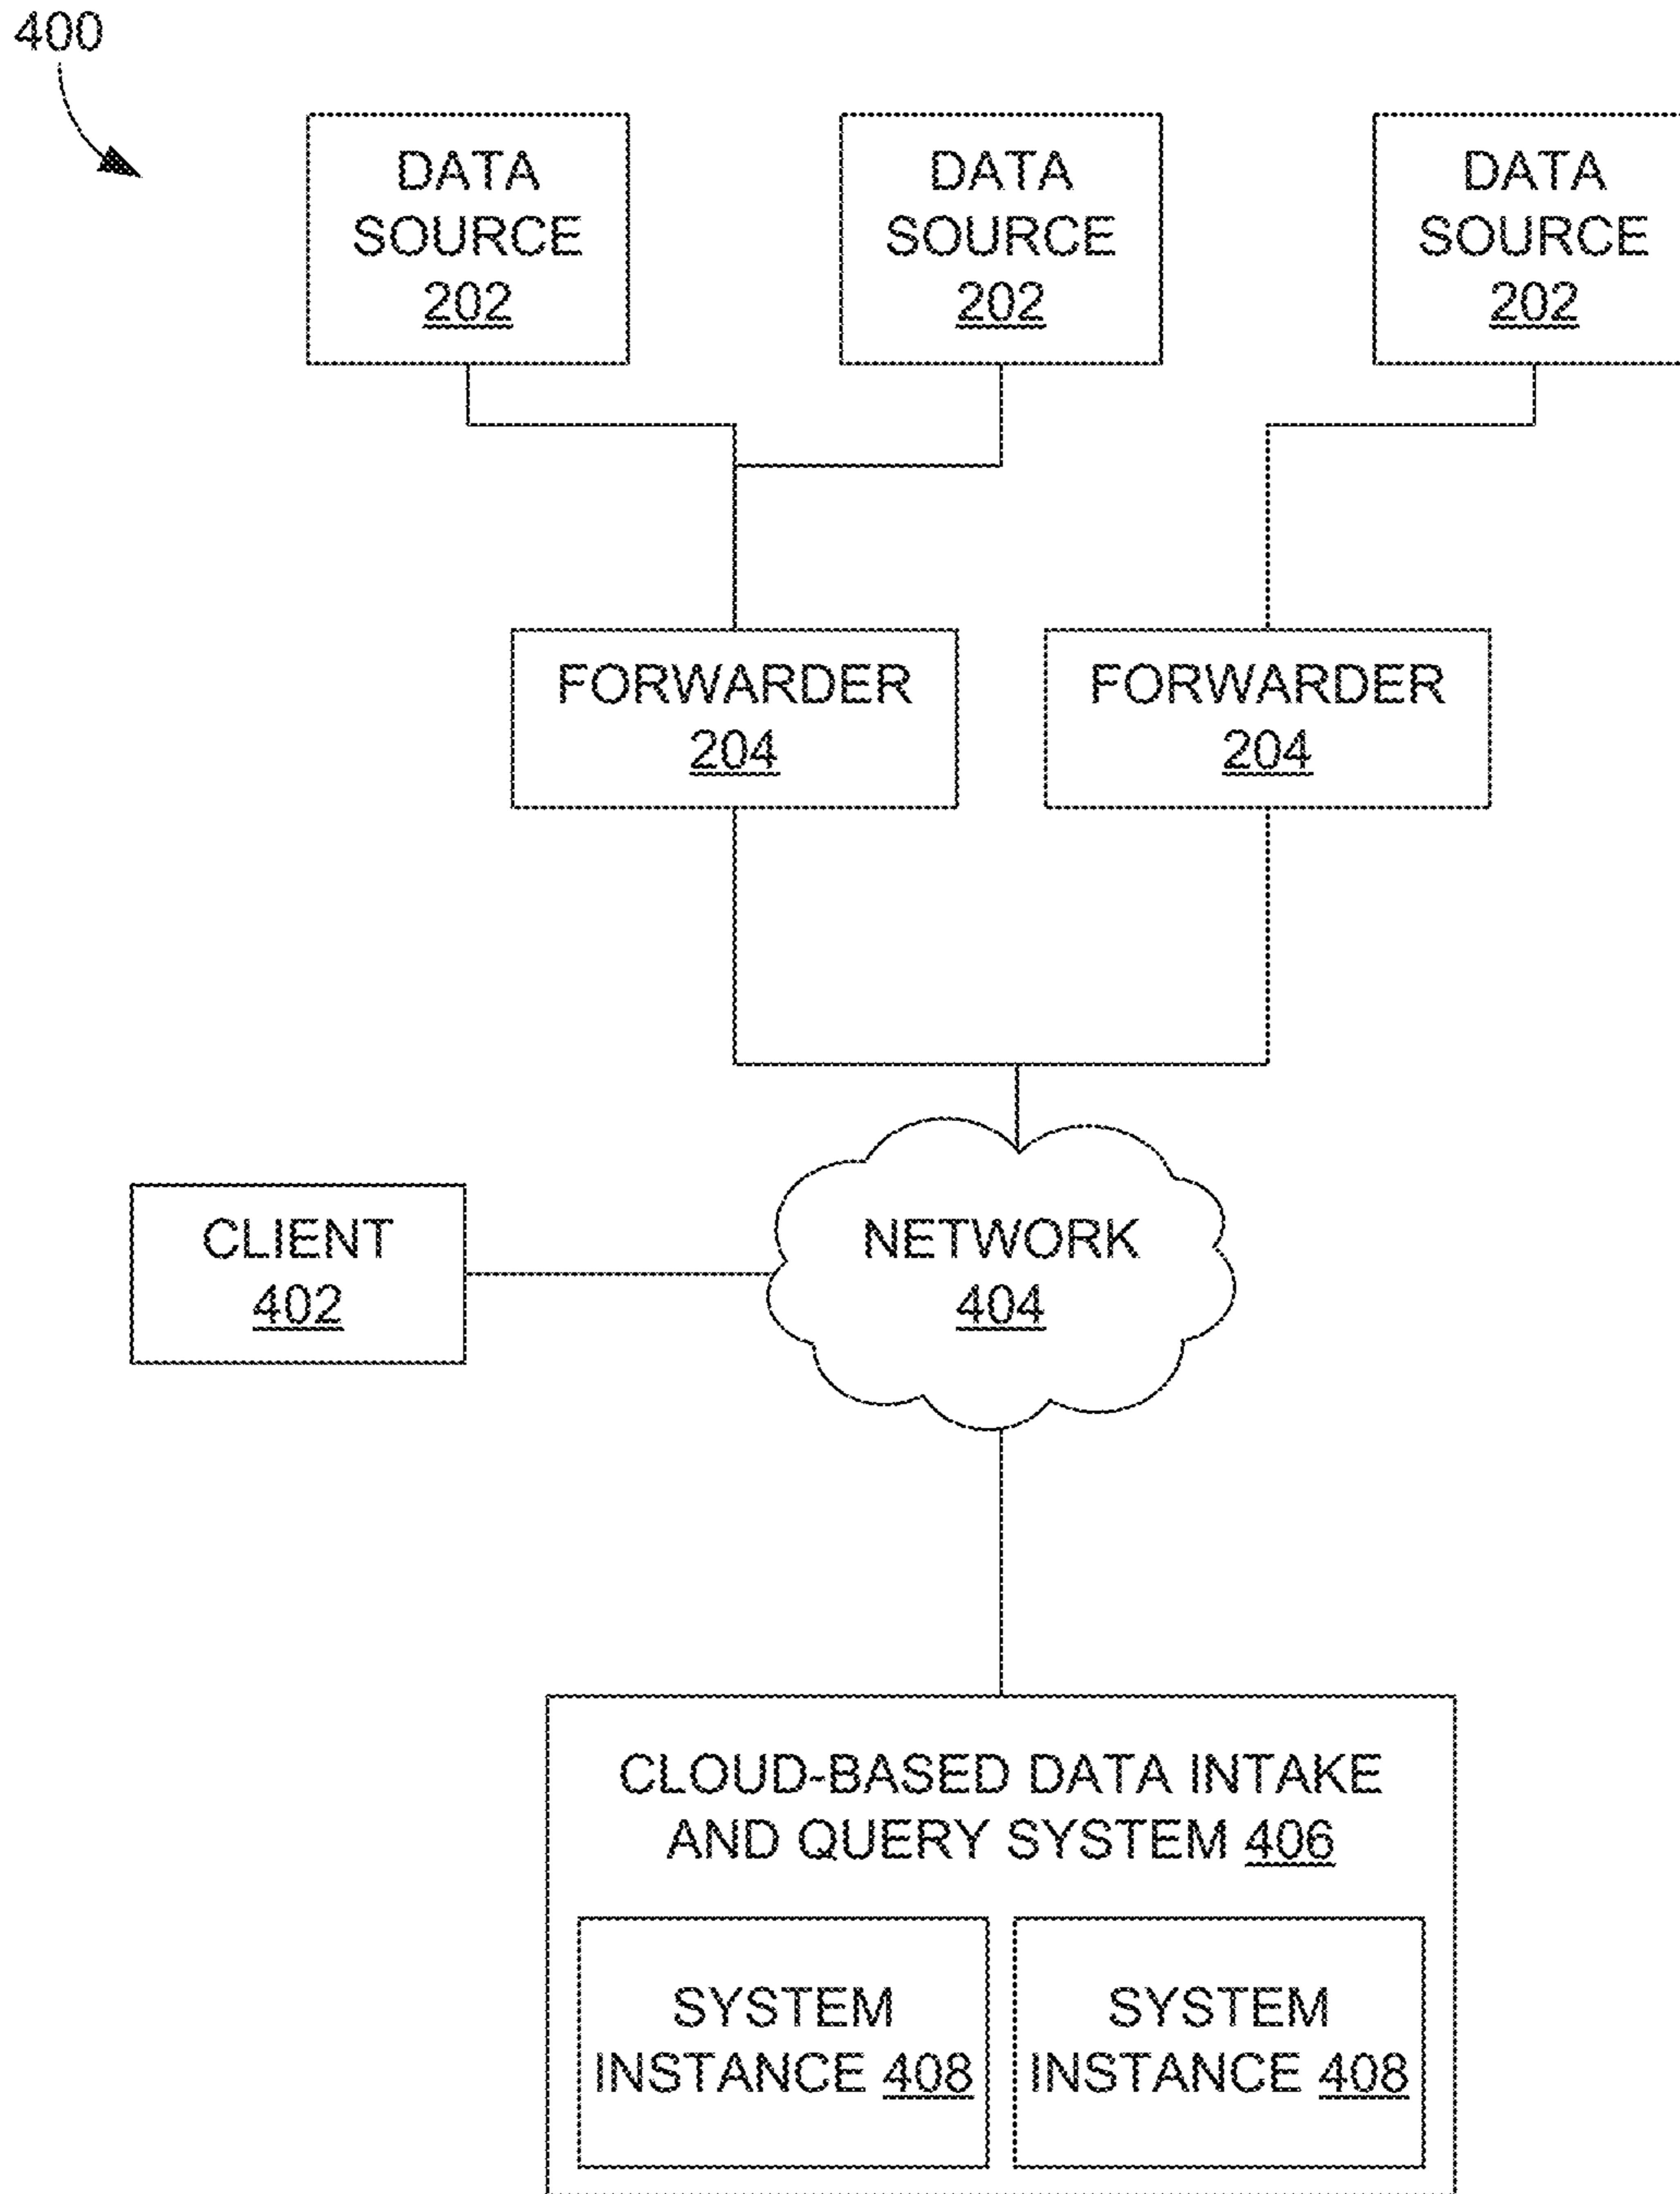 400
DATA
SOURCE
202
DATA
SOURCE
202
DATA
SOURCE
202
FORWARDER
204
FORWARDER
204
CLIENT
402
NETWORK
404
CLOUD-BASED DATA INTAKE
AND QUERY SYSTEM 406
SYSTEM
INSTANCE 408
SYSTEM
INSTANCE 408